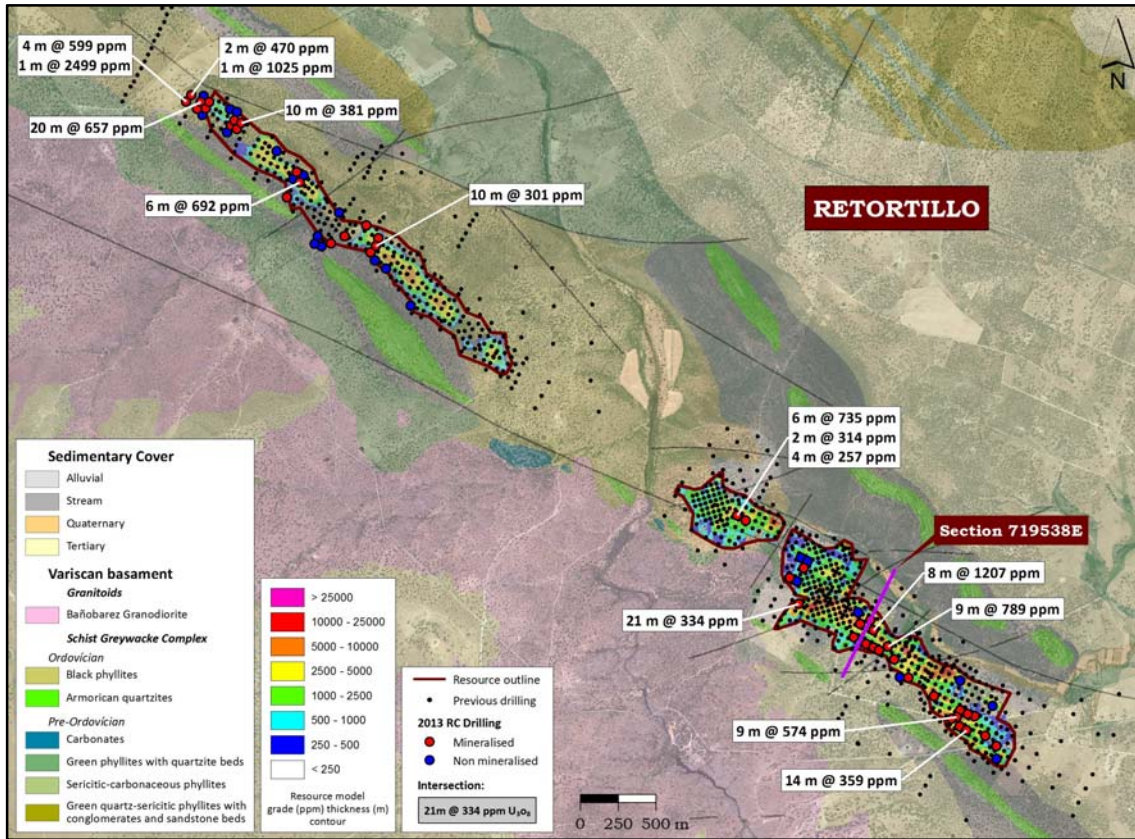 4 m @ 599 ppm
1 m @ 2499 ppm
2 m @ 470 ppm
1 m @ 1025 ppm
20 m @ 657 ppm
10 m @ 381 ppm
6 m @ 692 ppm
10 m @ 301 ppm
RETORTILLO
N
6 m @ 735 ppm
2 m @ 314 ppm
4 m @ 257 ppm
Section 719538E
8 m @ 1207 ppm
9 m @ 789 ppm
21 m @ 334 ppm
9 m @ 574 ppm
14 m @ 359 ppm
Sedimentary Cover
Alluvial
Stream
Quaternary
Tertiary
Variscan basament
Granitoids
Bañobarez Granodiorite
Schist Greywacke Complex
Ordovícian
Black phyllites
Armorican quartzites
Pre-Ordovícian
Carbonates
Green phyllites with quartzite beds
Sericitic-carbonaceous phyllites
Green quartz-sericitic phyllites with
conglomerates and sandstone beds
> 25000
10000 - 25000
5000 - 10000
2500 - 5000
1000 - 2500
500 - 1000
250 - 500
< 250
Resource model
grade (ppm) thickness (m)
contour
Resource outline
Previous drilling
2013 RC Drilling
Mineralised
Non mineralised
Intersection:
21m @ 334 ppm U₃O₈
0 250 500 m